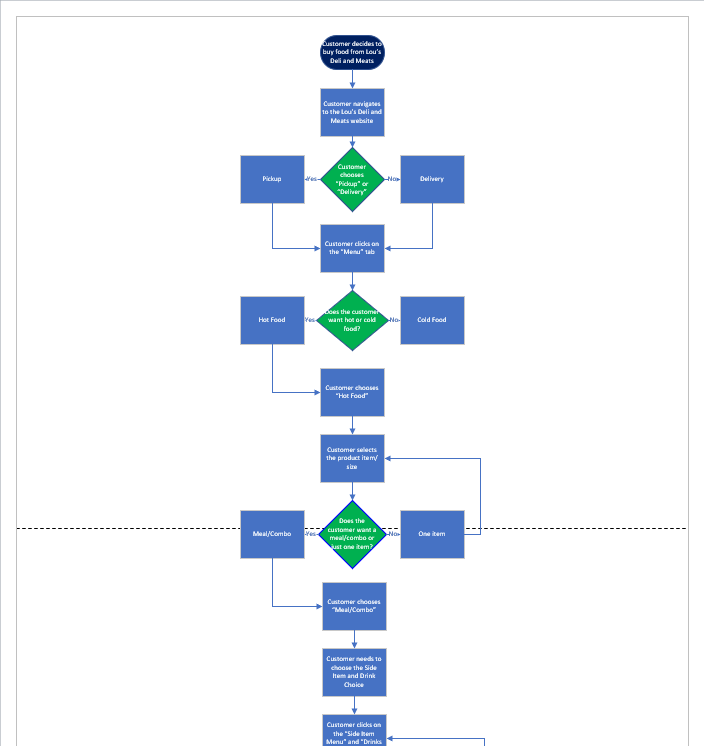 Customer decides to
buy food from Lou's
Deli and Meats
Customer navigates
to the Lou's Deli and
Meats website
Pickup
Yes
Customer
chooses
"Pickup" or
"Delivery"
No
Delivery
Customer clicks on
the "Menu" tab
Hot Food
Yes
Does the customer
want hot or cold
food?
No
Cold Food
Customer chooses
"Hot Food"
Customer selects
the product item/
size
Meal/Combo
Yes
Does the
customer want a
meal/combo or
just one item?
No
One item
Customer chooses
"Meal/Combo"
Customer needs to
choose the Side
Item and Drink
Choice
Customer clicks on
the "Side Item
Menu" and "Drinks